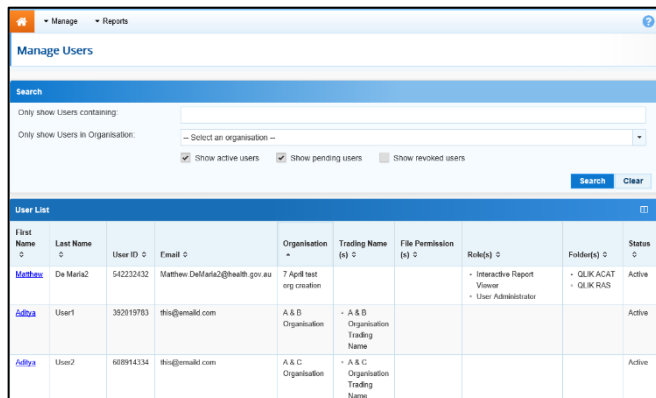 Manage Reports ?
Manage Users
Search
Only show Users containing:
Only show Users in Organisation: -- Select an organisation --
Show active users Show pending users Show revoked users
Search Clear
User List
First Name Last Name User ID Email Organisation Trading Name (s) File Permission (s) Role(s) Folder(s) Status
Matthew De Maria2 542232432 Matthew.DeMaria2@health.gov.au 7 April test org creation • Interactive Report Viewer • User Administrator • QLIK ACAT • QLIK RAS Active
Aditya User1 392019783 this@emaild.com A & B Organisation • A & B Organisation Trading Name Active
Aditya User2 608914334 this@emaild.com A & C Organisation • A & C Organisation Trading Name Active